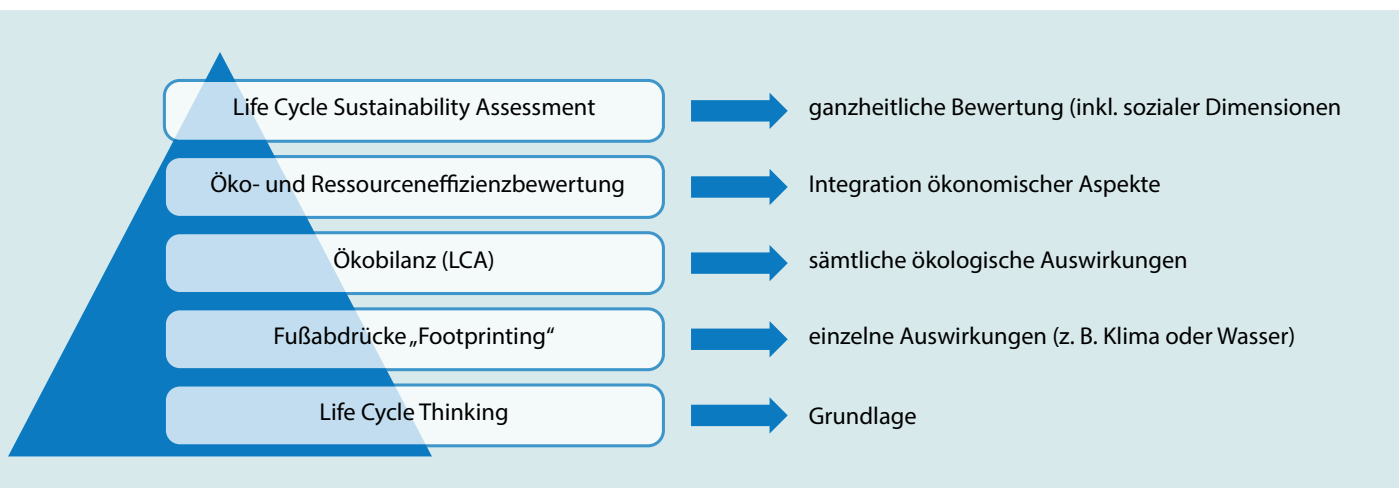 Life Cycle Sustainability Assessment
ganzheitliche Bewertung (inkl. sozialer Dimensionen
Öko- und Ressourceneffizienzbewertung
Integration ökonomischer Aspekte
Ökobilanz (LCA)
sämtliche ökologische Auswirkungen
Fußabdrücke „Footprinting“
einzelne Auswirkungen (z. B. Klima oder Wasser)
Life Cycle Thinking
Grundlage